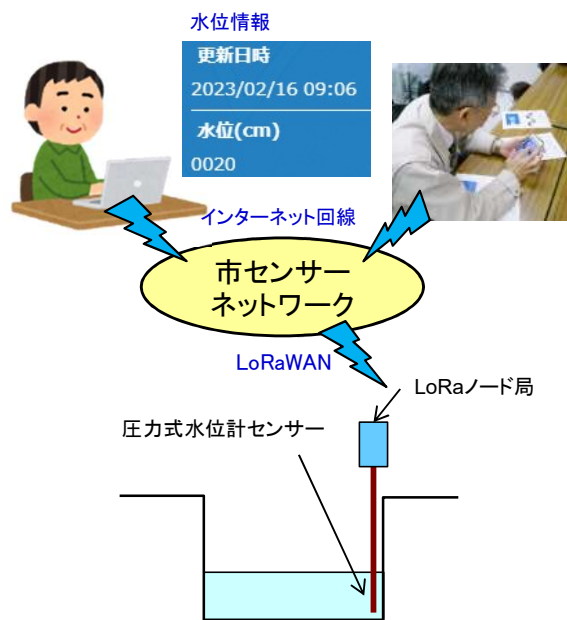 水位情報
更新日時
2023/02/16 09:06
水位(cm)
0020
インターネット回線
市センサー
ネットワーク
LoRaWAN
LoRaノード局
圧力式水位計センサー